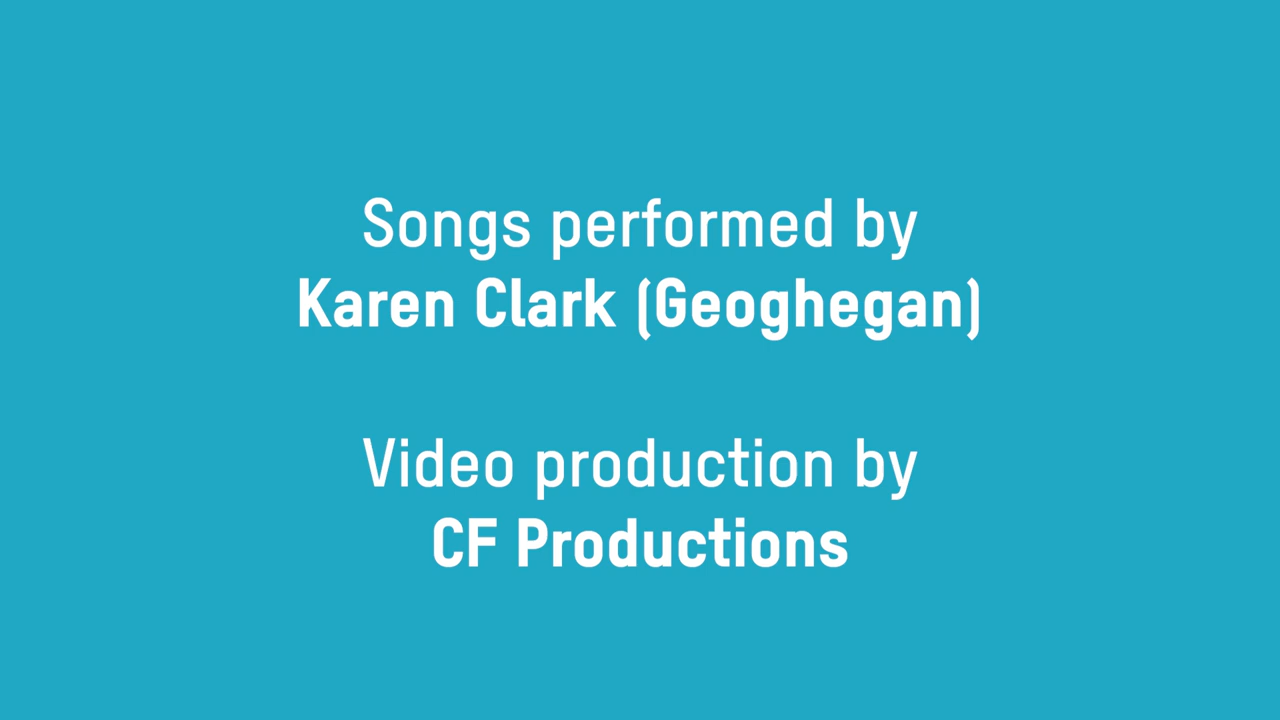 Songs performed by
Karen Clark (Geoghegan)
Video production by
CF Productions